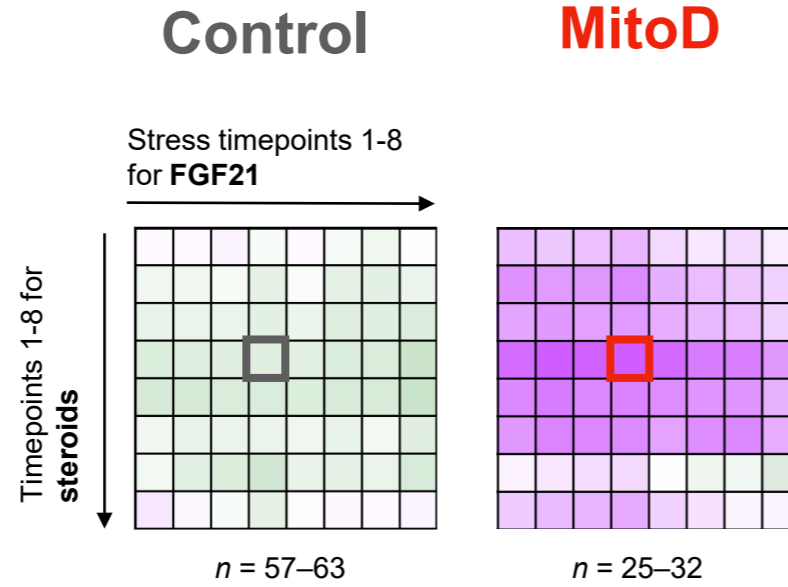 Control
MitoD
Stress timepoints 1-8
for FGF21
Timepoints 1-8 for
steroids
n = 57–63
n = 25–32